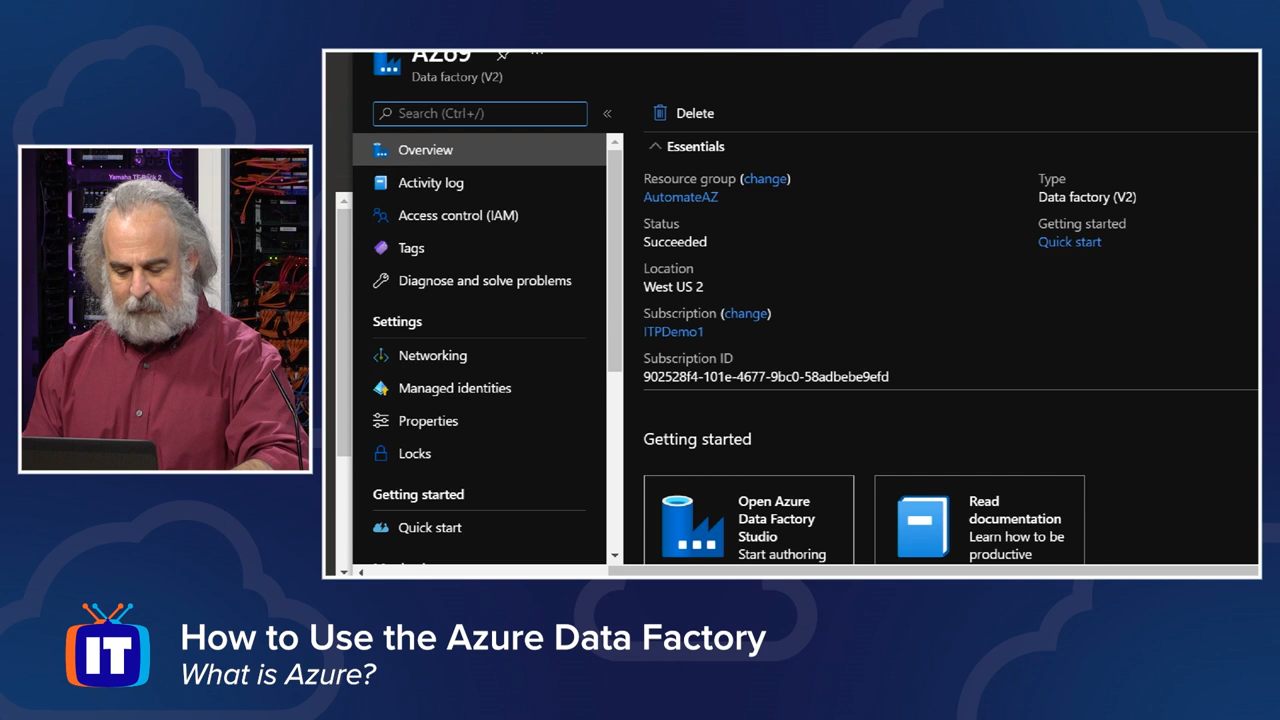 AZ89
Data factory (V2)
Search (Ctrl+/)
«
Delete
Overview
Activity log
Access control (IAM)
Tags
Diagnose and solve problems
Settings
Networking
Managed identities
Properties
Locks
Getting started
Quick start
Essentials
Resource group (change)
AutomateAZ
Status
Succeeded
Location
West US 2
Subscription (change)
ITPDemo1
Subscription ID
902528f4-101e-4677-9bc0-58adbebe9efd
Type
Data factory (V2)
Getting started
Quick start
Getting started
Open Azure
Data Factory
Studio
Start authoring
Read
documentation
Learn how to be
productive
IT
How to Use the Azure Data Factory
What is Azure?